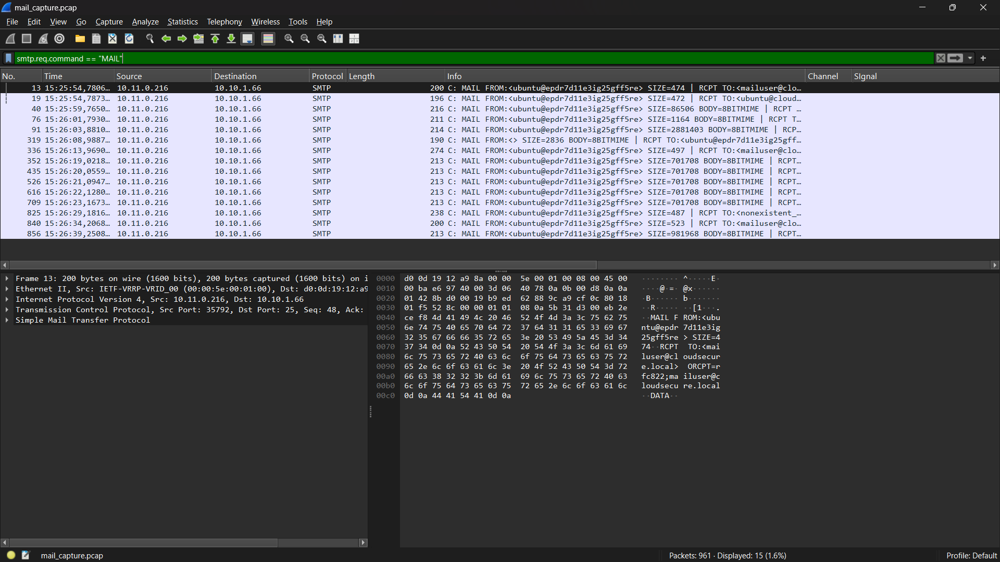 mail_capture.pcap
File Edit View Go Capture Analyze Statistics Telephony Wireless Tools Help
smtp.req.command == "MAIL"
No. Time Source Destination Protocol Length Info Channel SIgnal
13 15:25:54,7806… 10.11.0.216 10.10.1.66 SMTP 200 C: MAIL FROM:<ubuntu@epdr7d11e3ig25gff5re> SIZE=474 | RCPT TO:<mailuser@clo…
19 15:25:54,7873… 10.11.0.216 10.10.1.66 SMTP 196 C: MAIL FROM:<ubuntu@epdr7d11e3ig25gff5re> SIZE=472 | RCPT TO:<ubuntu@cloud…
40 15:25:59,7650… 10.11.0.216 10.10.1.66 SMTP 216 C: MAIL FROM:<ubuntu@epdr7d11e3ig25gff5re> SIZE=86506 BODY=8BITMIME | RCPT …
76 15:26:01,7930… 10.11.0.216 10.10.1.66 SMTP 211 C: MAIL FROM:<ubuntu@epdr7d11e3ig25gff5re> SIZE=1164 BODY=8BITMIME | RCPT T…
91 15:26:03,8810… 10.11.0.216 10.10.1.66 SMTP 214 C: MAIL FROM:<ubuntu@epdr7d11e3ig25gff5re> SIZE=2881403 BODY=8BITMIME | RCP…
319 15:26:08,9887… 10.11.0.216 10.10.1.66 SMTP 190 C: MAIL FROM:<> SIZE=2836 BODY=8BITMIME | RCPT TO:<ubuntu@epdr7d11e3ig25gff…
336 15:26:13,9690… 10.11.0.216 10.10.1.66 SMTP 274 C: MAIL FROM:<ubuntu@epdr7d11e3ig25gff5re> SIZE=497 | RCPT TO:<mailuser@clo…
352 15:26:19,0218… 10.11.0.216 10.10.1.66 SMTP 213 C: MAIL FROM:<ubuntu@epdr7d11e3ig25gff5re> SIZE=701708 BODY=8BITMIME | RCPT…
435 15:26:20,0559… 10.11.0.216 10.10.1.66 SMTP 213 C: MAIL FROM:<ubuntu@epdr7d11e3ig25gff5re> SIZE=701708 BODY=8BITMIME | RCPT…
526 15:26:21,0947… 10.11.0.216 10.10.1.66 SMTP 213 C: MAIL FROM:<ubuntu@epdr7d11e3ig25gff5re> SIZE=701708 BODY=8BITMIME | RCPT…
616 15:26:22,1280… 10.11.0.216 10.10.1.66 SMTP 213 C: MAIL FROM:<ubuntu@epdr7d11e3ig25gff5re> SIZE=701708 BODY=8BITMIME | RCPT…
709 15:26:23,1673… 10.11.0.216 10.10.1.66 SMTP 213 C: MAIL FROM:<ubuntu@epdr7d11e3ig25gff5re> SIZE=701708 BODY=8BITMIME | RCPT…
825 15:26:29,1816… 10.11.0.216 10.10.1.66 SMTP 238 C: MAIL FROM:<ubuntu@epdr7d11e3ig25gff5re> SIZE=487 | RCPT TO:<nonexistent_…
840 15:26:34,2068… 10.11.0.216 10.10.1.66 SMTP 200 C: MAIL FROM:<ubuntu@epdr7d11e3ig25gff5re> SIZE=523 | RCPT TO:<mailuser@clo…
856 15:26:39,2508… 10.11.0.216 10.10.1.66 SMTP 213 C: MAIL FROM:<ubuntu@epdr7d11e3ig25gff5re> SIZE=981968 BODY=8BITMIME | RCPT…
Frame 13: 200 bytes on wire (1600 bits), 200 bytes captured (1600 bits) on i
Ethernet II, Src: IETF-VRRP-VRID_00 (00:00:5e:00:01:00), Dst: d0:0d:19:12:a9
Internet Protocol Version 4, Src: 10.11.0.216, Dst: 10.10.1.66
Transmission Control Protocol, Src Port: 35792, Dst Port: 25, Seq: 48, Ack:
Simple Mail Transfer Protocol
0000 d0 0d 19 12 a9 8a 00 00 5e 00 01 00 08 00 45 00 ········ ^·····E·
0010 00 ba e6 97 40 00 3d 06 40 78 0a 0b 00 d8 0a 0a ····@·=· @x······
0020 01 42 8b d0 00 19 b9 ed 62 88 9c a9 cf 0c 80 18 ·B······ b·······
0030 01 f5 52 8c 00 00 01 01 08 0a 5b 31 d3 00 eb 2e ··R····· ··[1···.
0040 ce f8 4d 41 49 4c 20 46 52 4f 4d 3a 3c 75 62 75 ··MAIL F ROM:<ubu
0050 6e 74 75 40 65 70 64 72 37 64 31 31 65 33 69 67 ntu@epdr 7d11e3ig
0060 32 35 67 66 66 35 72 65 3e 20 53 49 5a 45 3d 34 25gff5re > SIZE=4
0070 37 34 0d 0a 52 43 50 54 20 54 4f 3a 3c 6d 61 69 74··RCPT TO:<mai
0080 6c 75 73 65 72 40 63 6c 6f 75 64 73 65 63 75 72 luser@cl oudsecur
0090 65 2e 6c 6f 63 61 6c 3e 20 4f 52 43 50 54 3d 72 e.local> ORCPT=r
00a0 66 63 38 32 32 3b 6d 61 69 6c 75 73 65 72 40 63 fc822;ma iluser@c
00b0 6c 6f 75 64 73 65 63 75 72 65 2e 6c 6f 63 61 6c loudsecu re.local
00c0 0d 0a 44 41 54 41 0d 0a ··DATA··
mail_capture.pcap Packets: 961 · Displayed: 15 (1.6%) Profile: Default